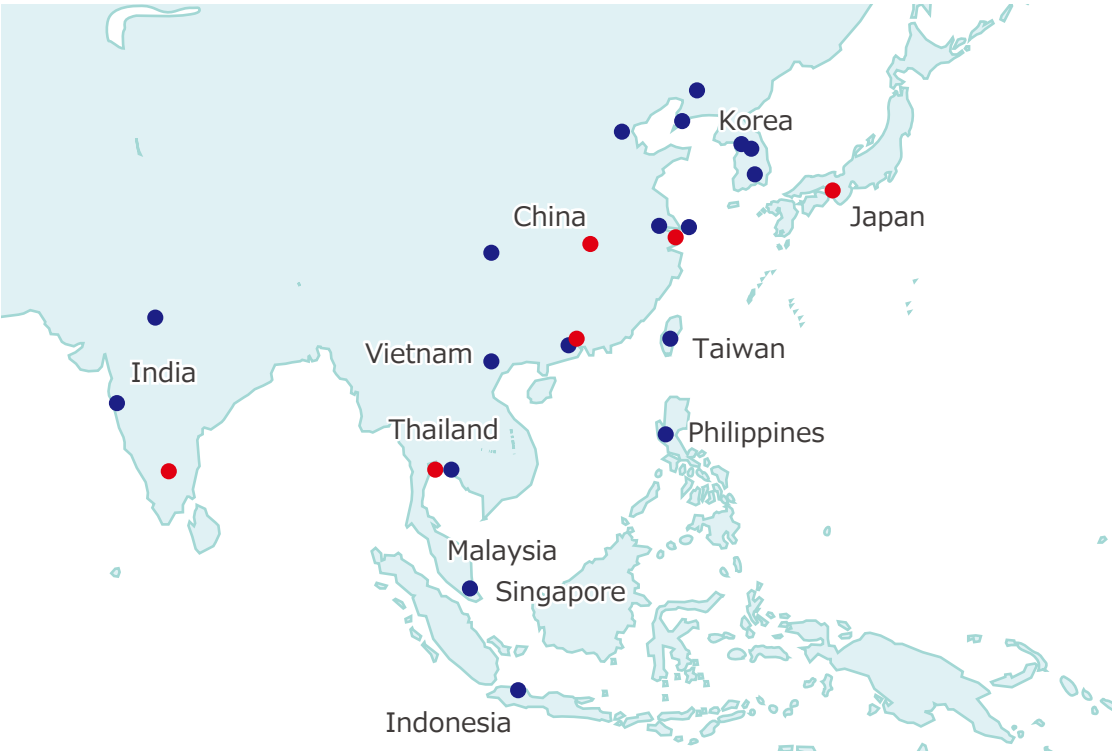 Korea
China
Japan
Vietnam
Taiwan
India
Thailand
Philippines
Malaysia
Singapore
Indonesia